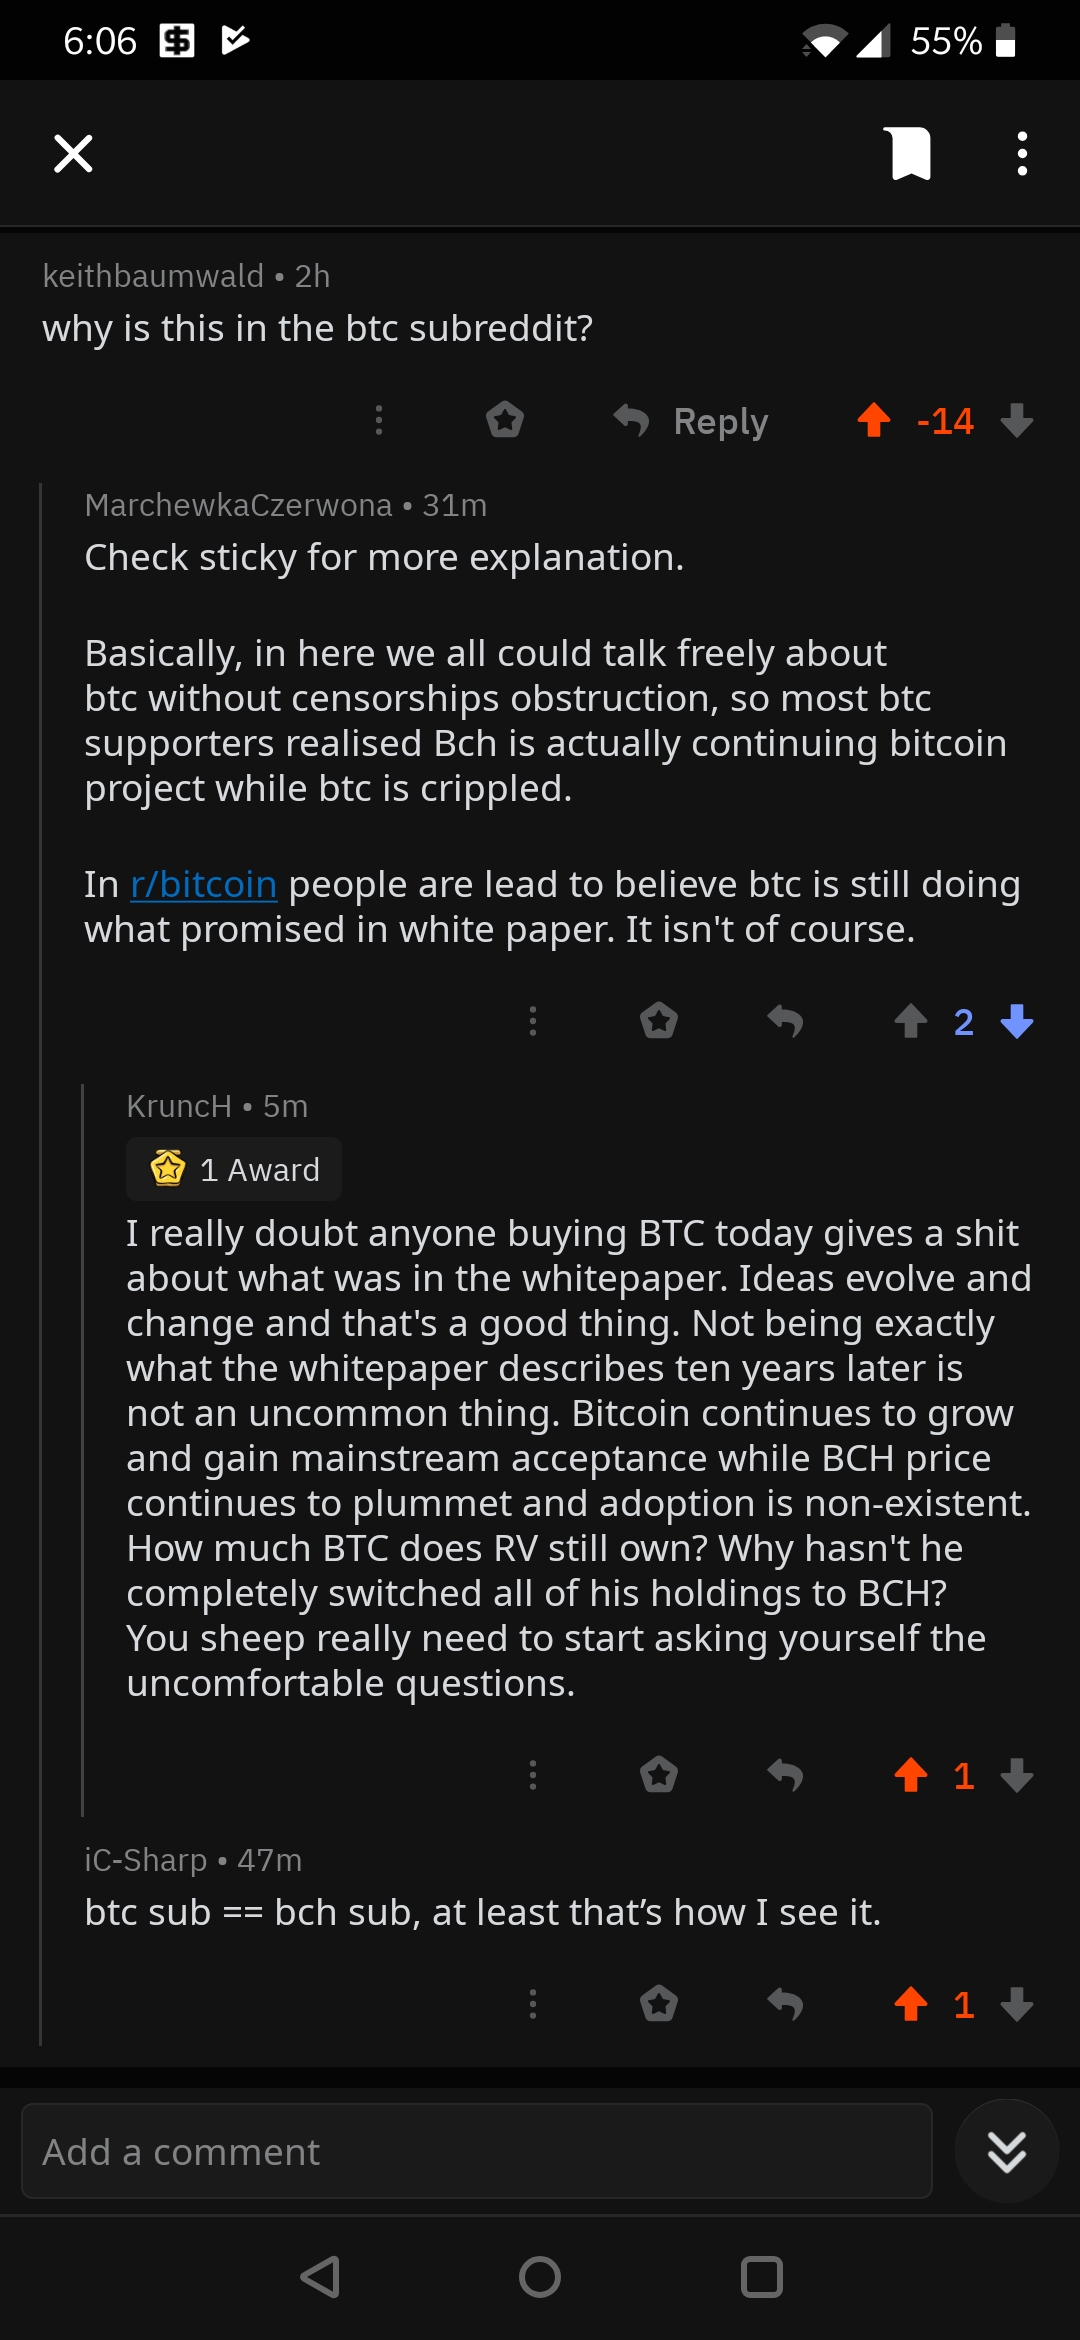 6:06
55%
keithbaumwald • 2h
why is this in the btc subreddit?
Reply
-14
MarchewkaCzerwona • 31m
Check sticky for more explanation.
Basically, in here we all could talk freely about
btc without censorships obstruction, so most btc
supporters realised Bch is actually continuing bitcoin
project while btc is crippled.
In r/bitcoin people are lead to believe btc is still doing
what promised in white paper. It isn't of course.
2
KruncH • 5m
1 Award
I really doubt anyone buying BTC today gives a shit
about what was in the whitepaper. Ideas evolve and
change and that's a good thing. Not being exactly
what the whitepaper describes ten years later is
not an uncommon thing. Bitcoin continues to grow
and gain mainstream acceptance while BCH price
continues to plummet and adoption is non-existent.
How much BTC does RV still own? Why hasn't he
completely switched all of his holdings to BCH?
You sheep really need to start asking yourself the
uncomfortable questions.
1
iC-Sharp • 47m
btc sub == bch sub, at least that’s how I see it.
1
Add a comment